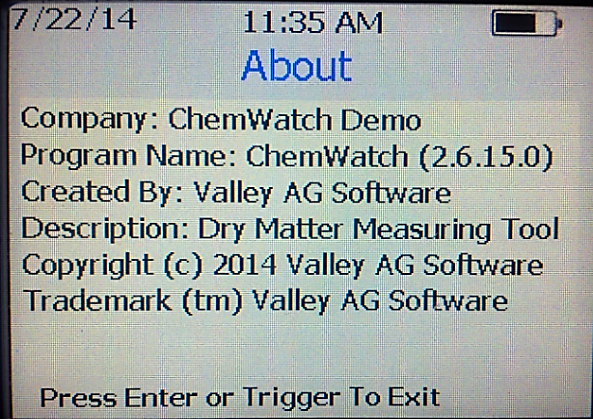 7/22/14 11:35 AM
About
Company: ChemWatch Demo
Program Name: ChemWatch (2.6.15.0)
Created By: Valley AG Software
Description: Dry Matter Measuring Tool
Copyright (c) 2014 Valley AG Software
Trademark (tm) Valley AG Software
Press Enter or Trigger To Exit